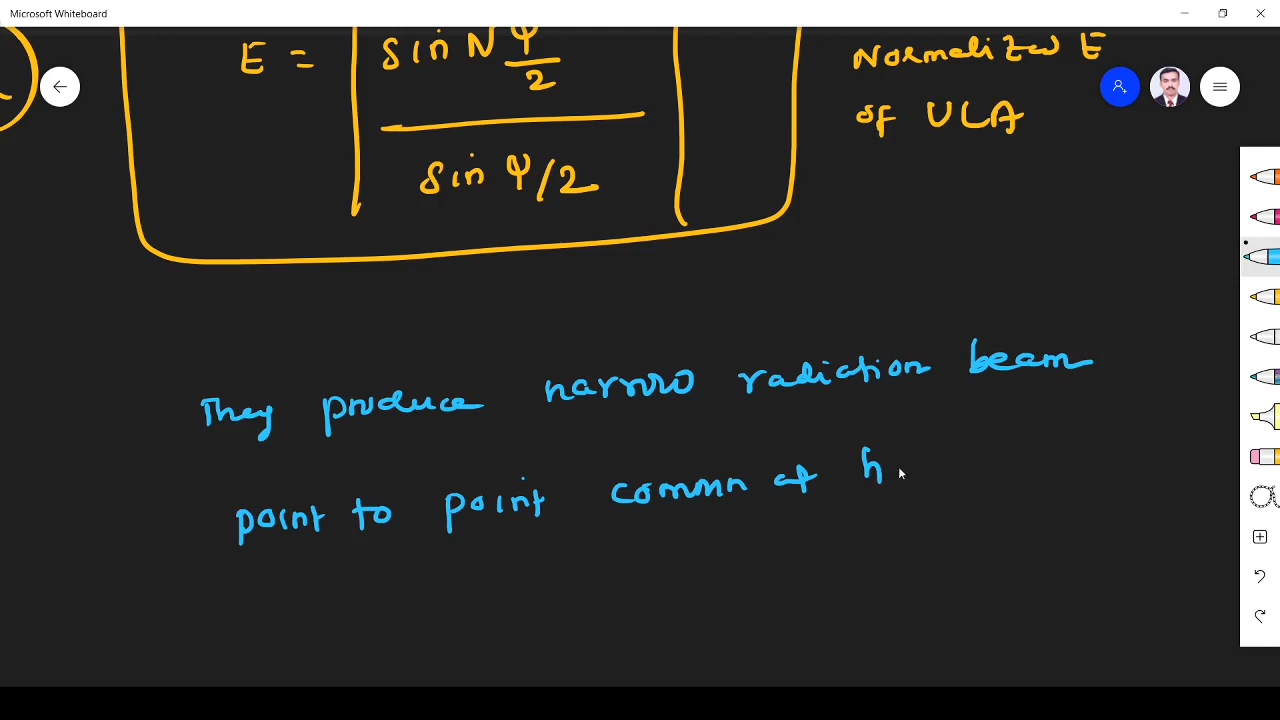 Microsoft Whiteboard
E = | sin N ψ/2 / sin ψ/2 |
Normalized E
of ULA
They produce narrow radiation beam
point to point commn at h